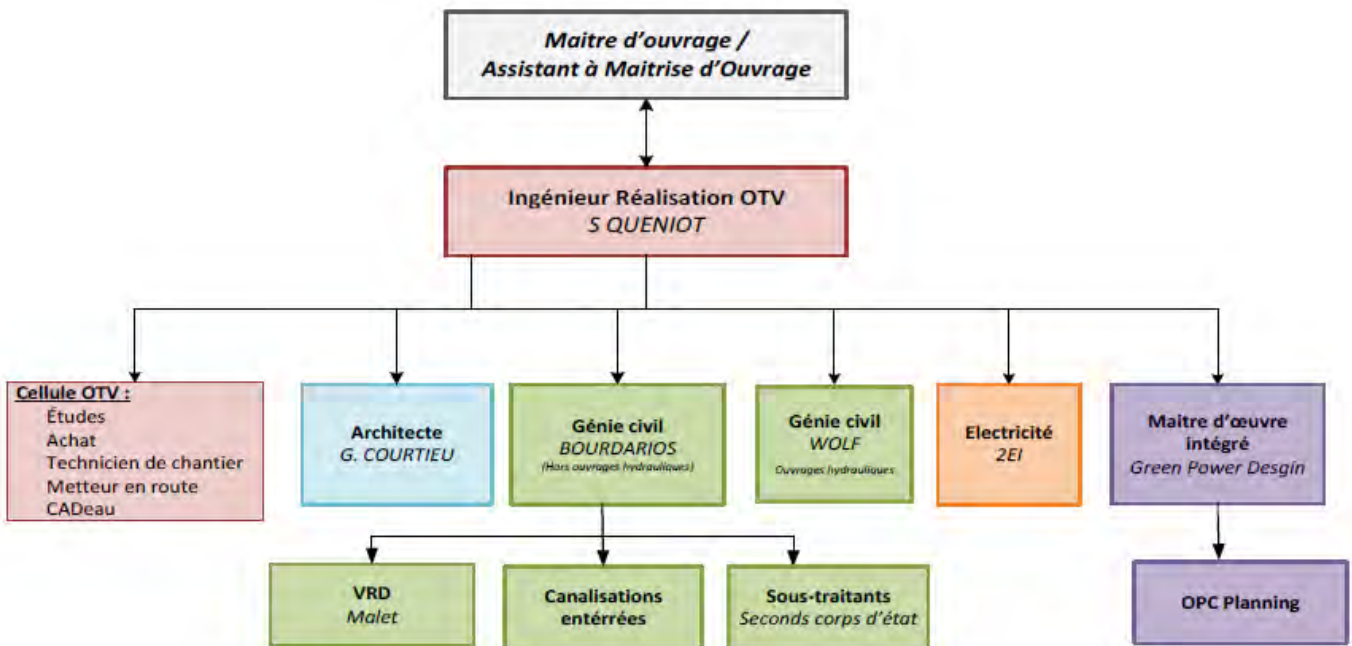 Maitre d'ouvrage /
Assistant à Maitrise d'Ouvrage
Ingénieur Réalisation OTV
S QUENIOT
Cellule OTV :
Études
Achat
Technicien de chantier
Metteur en route
CADeau
Architecte
G. COURTIEU
Génie civil
BOURDARIOS
(Hors ouvrages hydrauliques)
Génie civil
WOLF
Ouvrages hydrauliques
Electricité
2EI
Maitre d'œuvre
intégré
Green Power Desgin
VRD
Malet
Canalisations
entérrées
Sous-traitants
Seconds corps d'état
OPC Planning